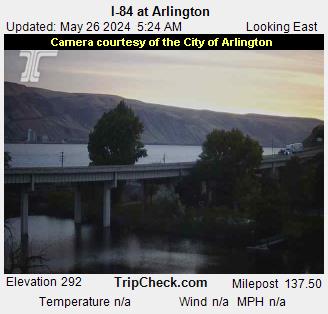 I-84 at Arlington
Updated: May 26 2024 5:24 AM Looking East
Camera courtesy of the City of Arlington
Elevation 292 TripCheck.com Milepost 137.50
Temperature n/a Wind n/a MPH n/a